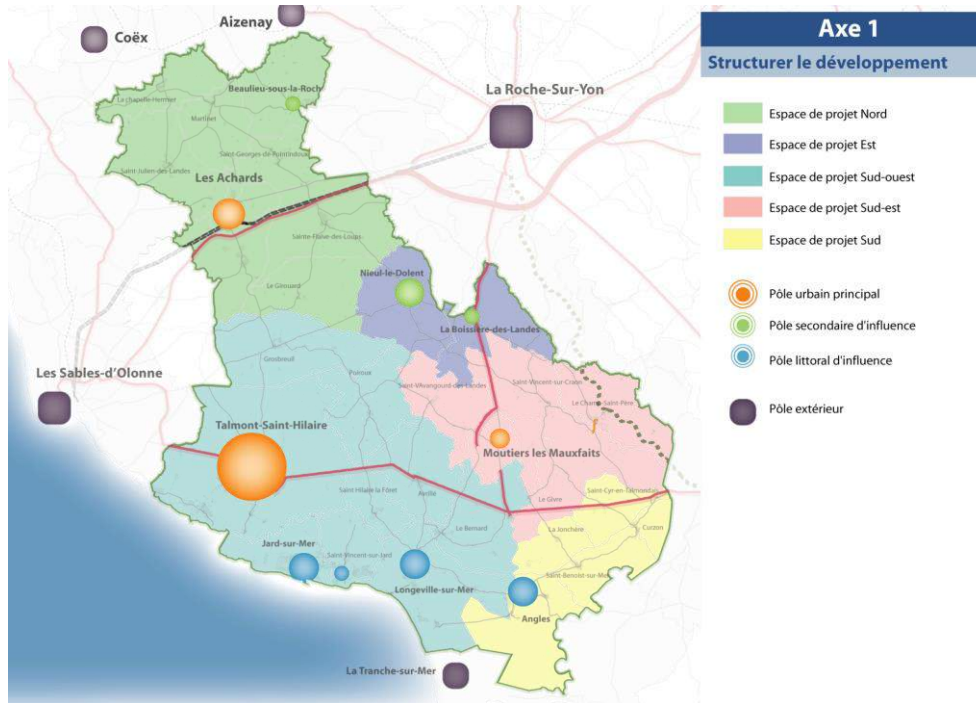 Axe 1
Structurer le développement
Espace de projet Nord
Espace de projet Est
Espace de projet Sud-ouest
Espace de projet Sud-est
Espace de projet Sud
Pôle urbain principal
Pôle secondaire d'influence
Pôle littoral d'influence
Pôle extérieur
Aizenay
Coëx
Beaulieu-sous-la-Roch
La Roche-Sur-Yon
La chapelle-Hermier
Martinet
Saint-Georges-de-Pointindoux
Saint-Julien-des-Landes
Les Achards
Sainte-Flaive-des-Loups
Nieul-le-Dolent
Le Girouard
La Boissière-des-Landes
Grosbreuil
Poiroux
Saint-Vincent-sur-Graon
Les Sables-d'Olonne
Le Champ-Saint-Père
Talmont-Saint-Hilaire
Moutiers les Mauxfaits
Saint Hilaire la Fôret
Avrillé
Le Givre
Saint-Cyr-en-Talmondais
Le Bernard
La Jonchère
Curzon
Jard-sur-Mer
Saint-Vincent-sur-Jard
Longeville-sur-Mer
Saint-Benoist-sur-Mer
Angles
La Tranche-sur-Mer